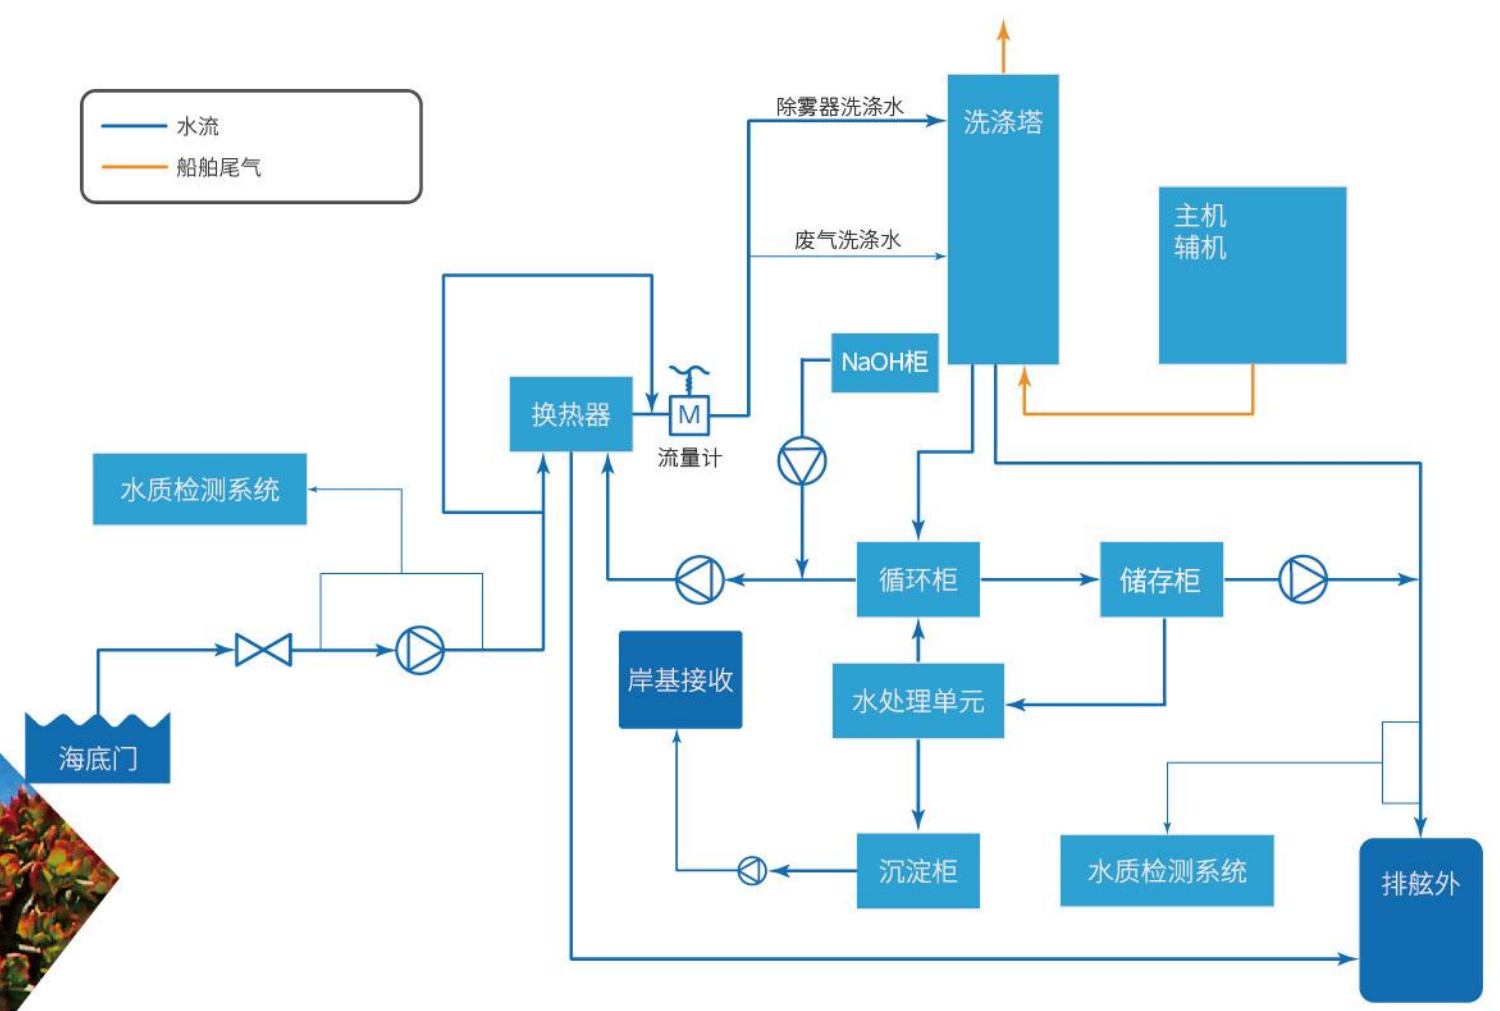 水流
船舶尾气
除雾器洗涤水
洗涤塔
主机
辅机
废气洗涤水
NaOH柜
换热器
M
流量计
水质检测系统
循环柜
储存柜
岸基接收
水处理单元
海底门
沉淀柜
水质检测系统
排舷外